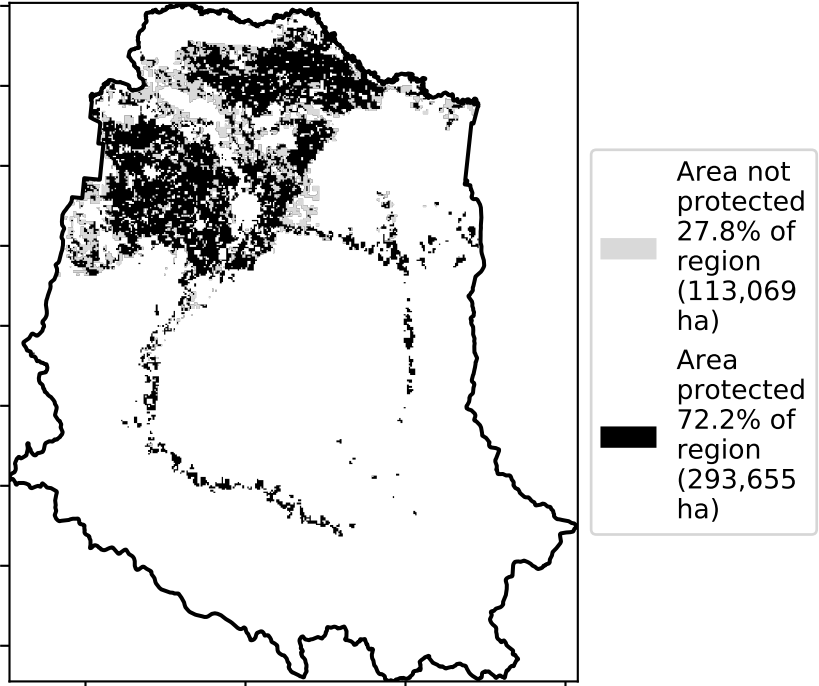 Area not
protected
27.8% of
region
(113,069
ha)
Area
protected
72.2% of
region
(293,655
ha)